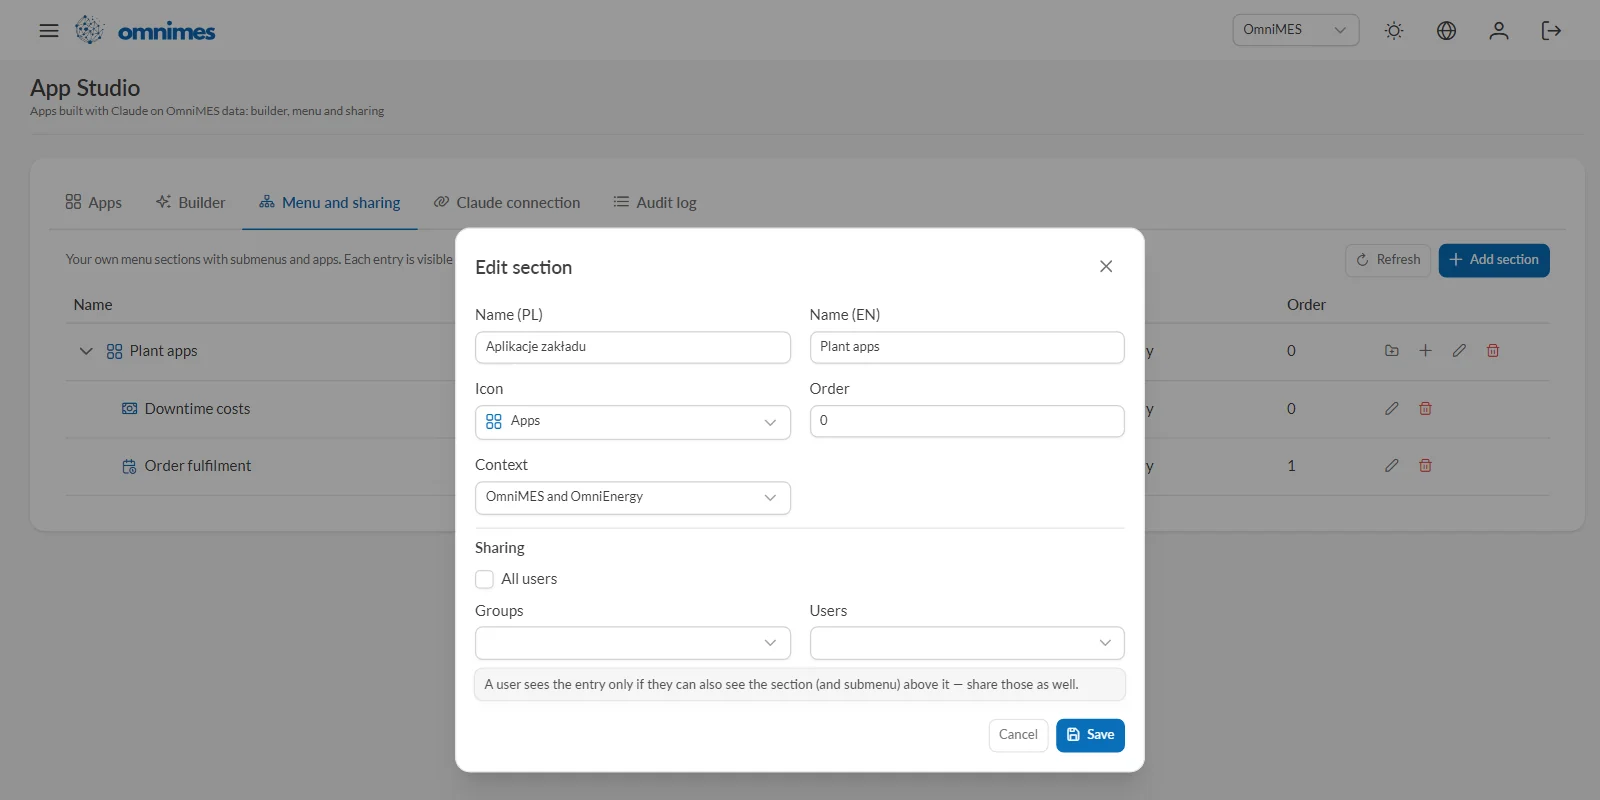 omnimes
OmniMES
App Studio
Apps built with Claude on OmniMES data: builder, menu and sharing
Apps
Builder
Menu and sharing
Claude connection
Audit log
Your own menu sections with submenus and apps. Each entry is visible
Refresh
Add section
Name
Order
Plant apps
y
0
Downtime costs
y
0
Order fulfilment
y
1
Edit section
Name (PL)
Name (EN)
Aplikacje zakładu
Plant apps
Icon
Order
Apps
0
Context
OmniMES and OmniEnergy
Sharing
All users
Groups
Users
A user sees the entry only if they can also see the section (and submenu) above it — share those as well.
Cancel
Save